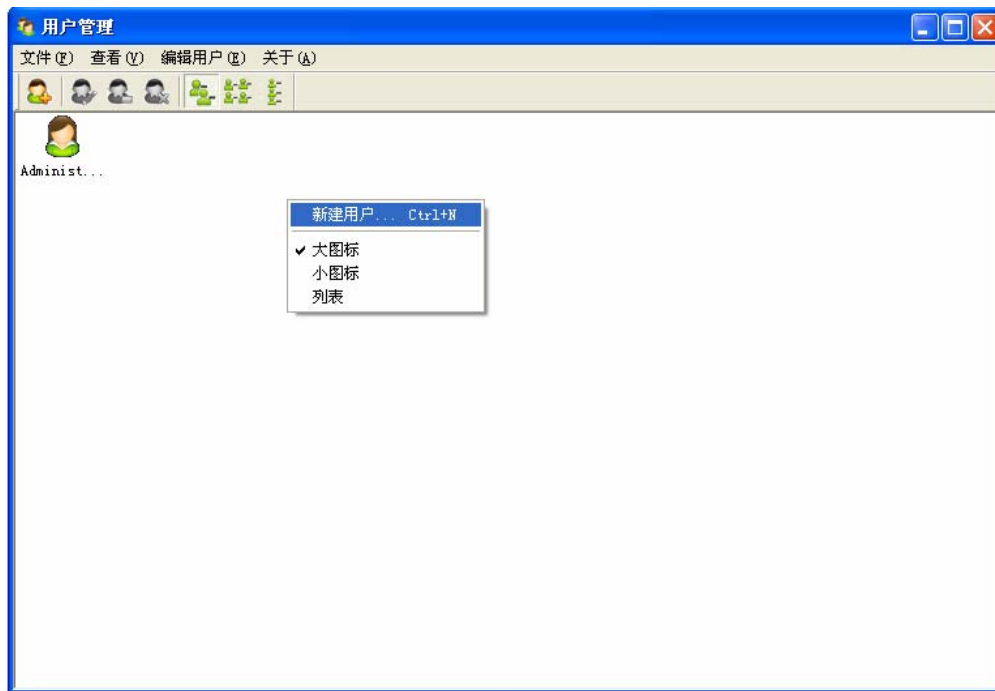 用户管理
文件(F) 查看(V) 编辑用户(E) 关于(A)
Administ...
新建用户... Ctrl+N
大图标
小图标
列表